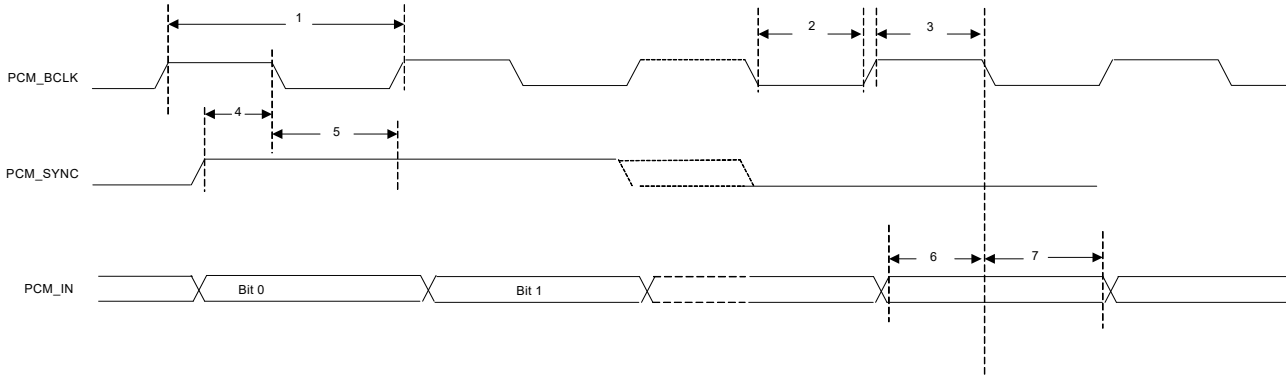 1
2
3
PCM_BCLK
4
5
PCM_SYNC
6
7
PCM_IN
Bit 0
Bit 1